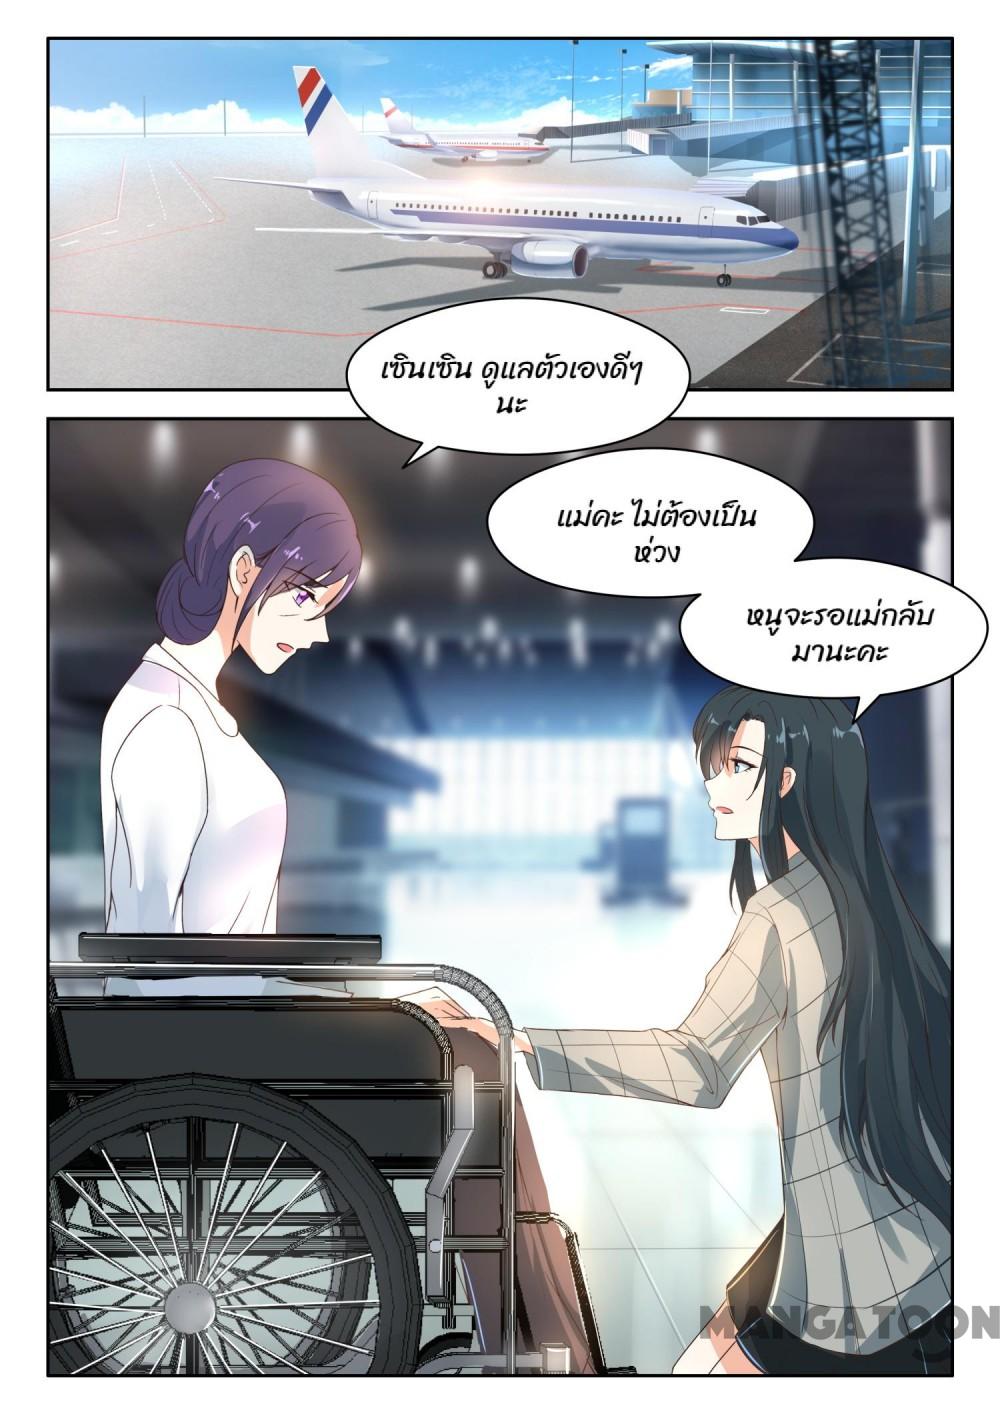 เซินเซิน ดูแลตัวเองดีๆ
นะ
แม่คะ ไม่ต้องเป็น
ห่วง
หนูจะรอแม่กลับ
มานะคะ
MANGATOON